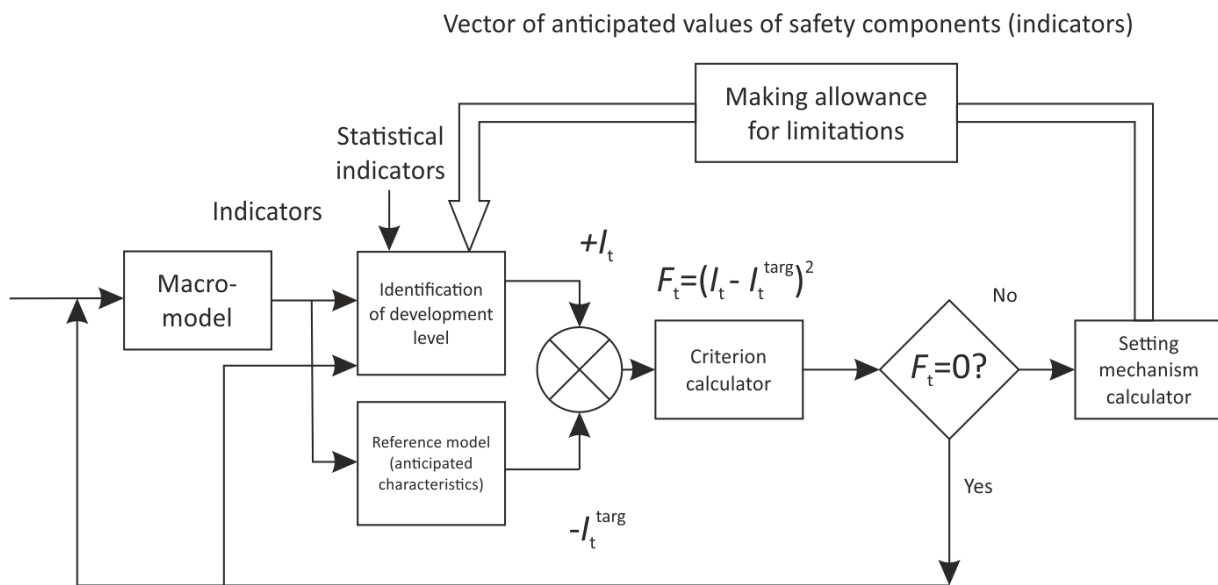 Vector of anticipated values of safety components (indicators)
Making allowance
for limitations
Statistical
indicators
Indicators
Macro-
model
Identification
of development
level
+Iₜ
Fₜ=(Iₜ - Iₜᵗᵃʳᵍ)²
Criterion
calculator
Fₜ=0?
No
Setting
mechanism
calculator
Reference model
(anticipated
characteristics)
-Iₜᵗᵃʳᵍ
Yes